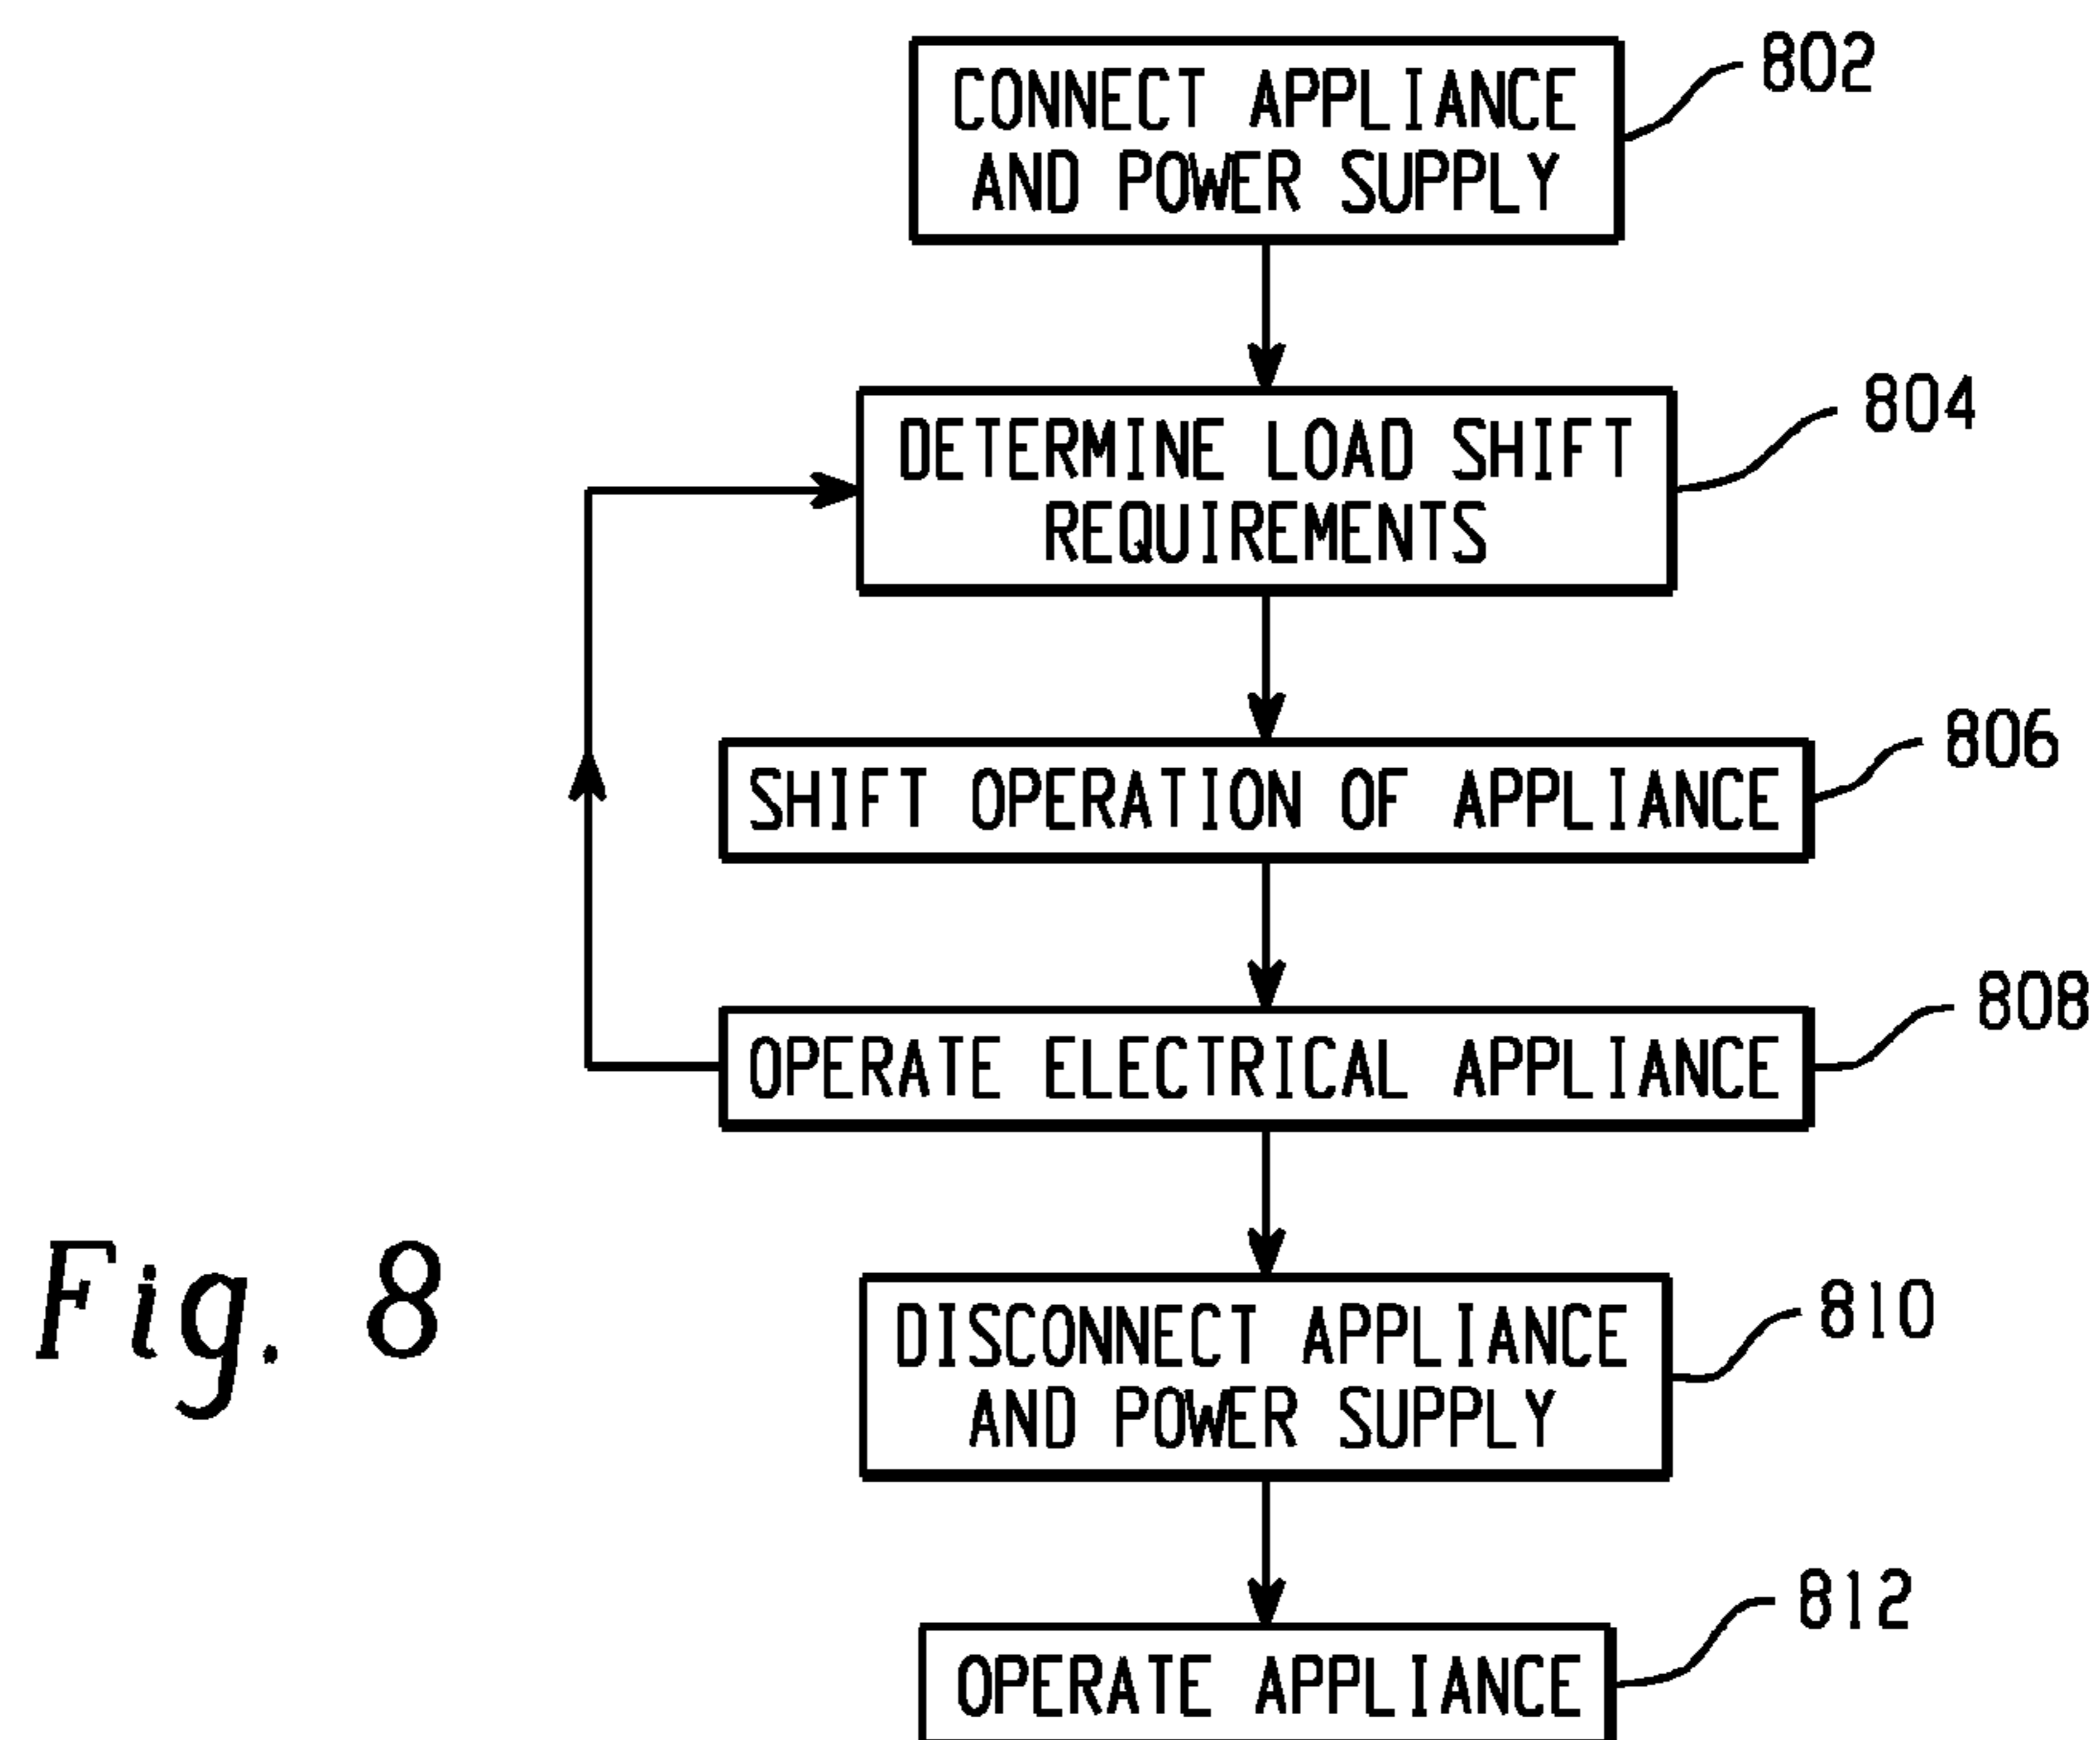 CONNECT APPLIANCE
AND POWER SUPPLY
802
DETERMINE LOAD SHIFT
REQUIREMENTS
804
SHIFT OPERATION OF APPLIANCE
806
OPERATE ELECTRICAL APPLIANCE
808
DISCONNECT APPLIANCE
AND POWER SUPPLY
810
OPERATE APPLIANCE
812
Fig. 8